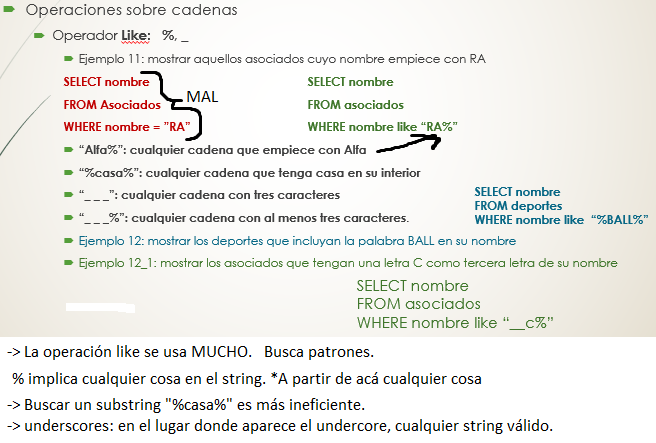 Operaciones sobre cadenas
Operador Like: %, _
Ejemplo 11: mostrar aquellos asociados cuyo nombre empiece con RA
SELECT nombre
FROM Asociados
WHERE nombre = ”RA”
MAL
SELECT nombre
FROM asociados
WHERE nombre like “RA%”
“Alfa%”: cualquier cadena que empiece con Alfa
“%casa%”: cualquier cadena que tenga casa en su interior
“_ _ _”: cualquier cadena con tres caracteres
“_ _ _%”: cualquier cadena con al menos tres caracteres.
SELECT nombre
FROM deportes
WHERE nombre like “%BALL%”
Ejemplo 12: mostrar los deportes que incluyan la palabra BALL en su nombre
Ejemplo 12_1: mostrar los asociados que tengan una letra C como tercera letra de su nombre
SELECT nombre
FROM asociados
WHERE nombre like “__c%”
-> La operación like se usa MUCHO. Busca patrones.
% implica cualquier cosa en el string. *A partir de acá cualquier cosa
-> Buscar un substring "%casa%" es más ineficiente.
-> underscores: en el lugar donde aparece el undercore, cualquier string válido.